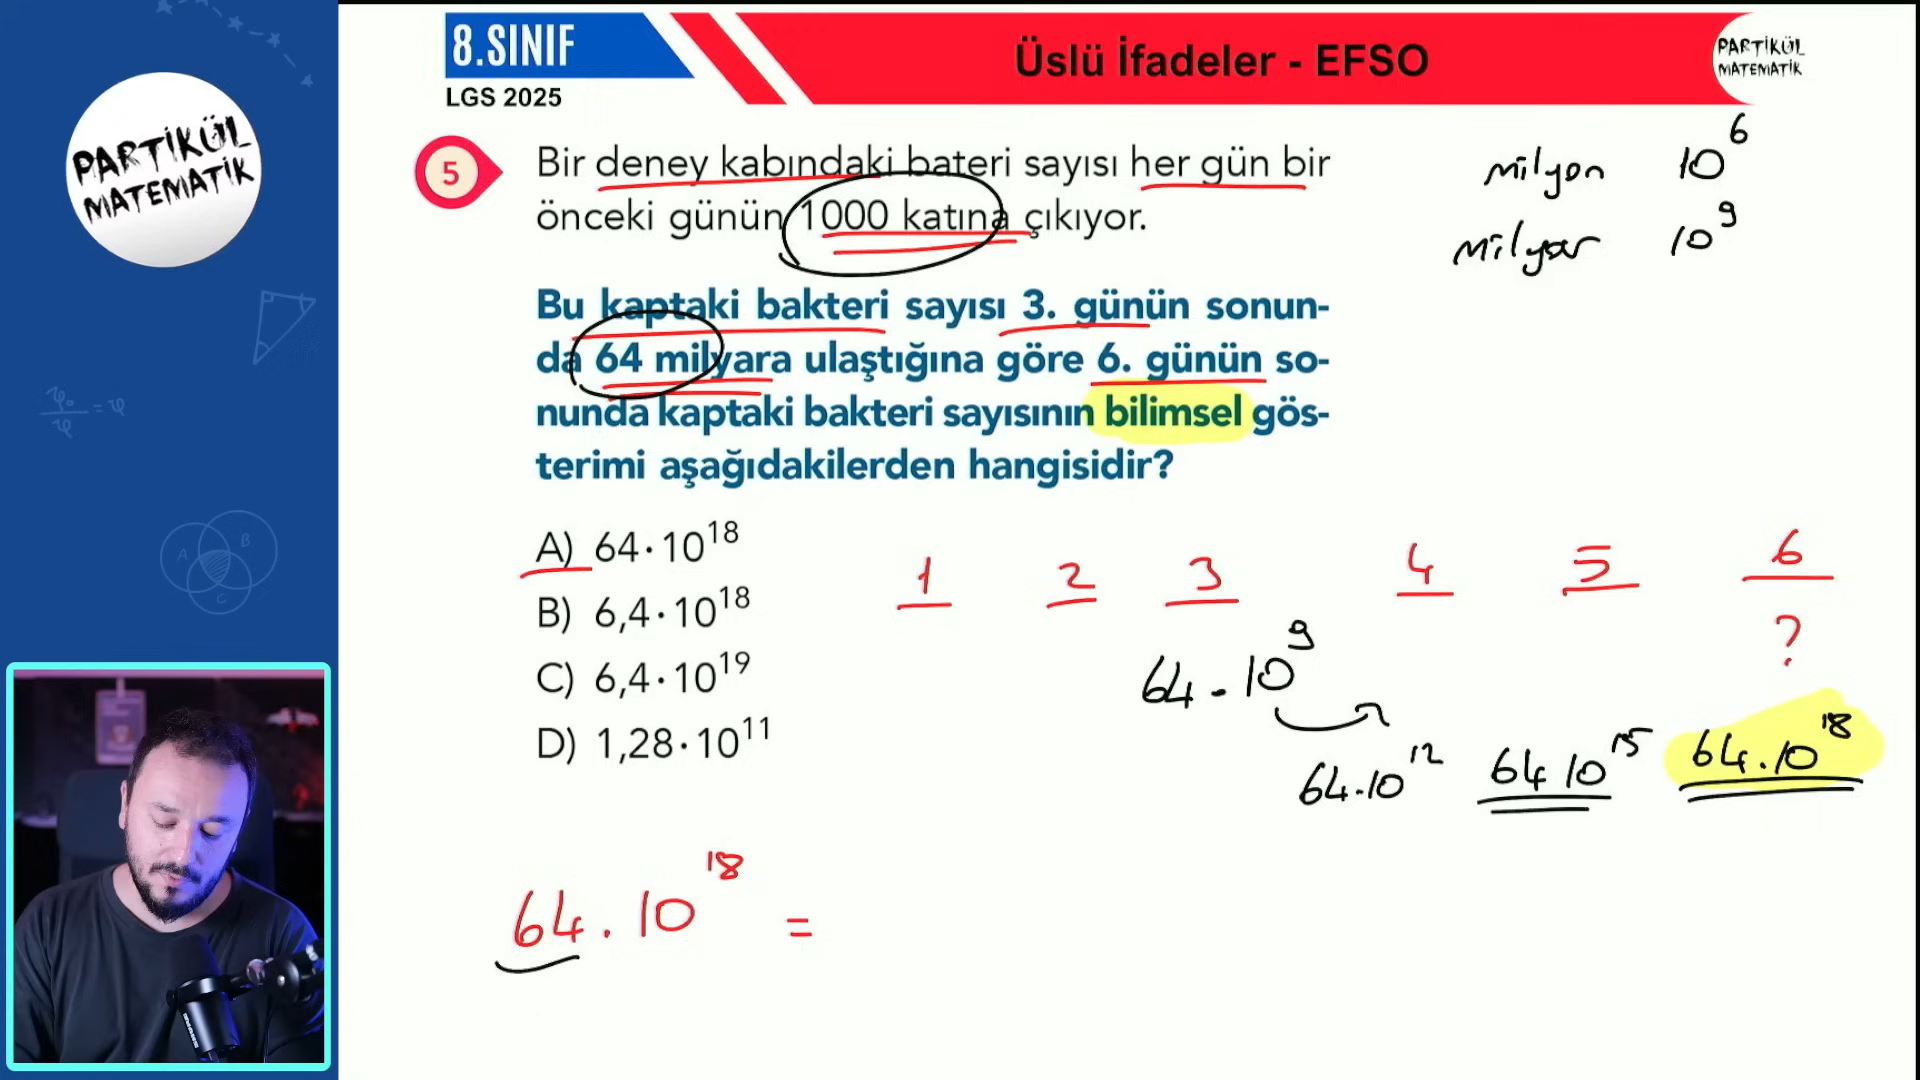 8.SINIF
LGS 2025
Üslü İfadeler - EFSO
PARTİKÜL
MATEMATİK
PARTİKÜL
MATEMATİK
5
Bir deney kabındaki bateri sayısı her gün bir
önceki günün 1000 katına çıkıyor.
milyon 10^6
milyar 10^9
Bu kaptaki bakteri sayısı 3. günün sonun-
da 64 milyara ulaştığına göre 6. günün so-
nunda kaptaki bakteri sayısının bilimsel gös-
terimi aşağıdakilerden hangisidir?
A) 64·10^18
B) 6,4·10^18
C) 6,4·10^19
D) 1,28·10^11
1 2 3 4 5 6
?
64.10^9
64.10^12 64 10^15 64.10^18
64.10^18 =
A B
C